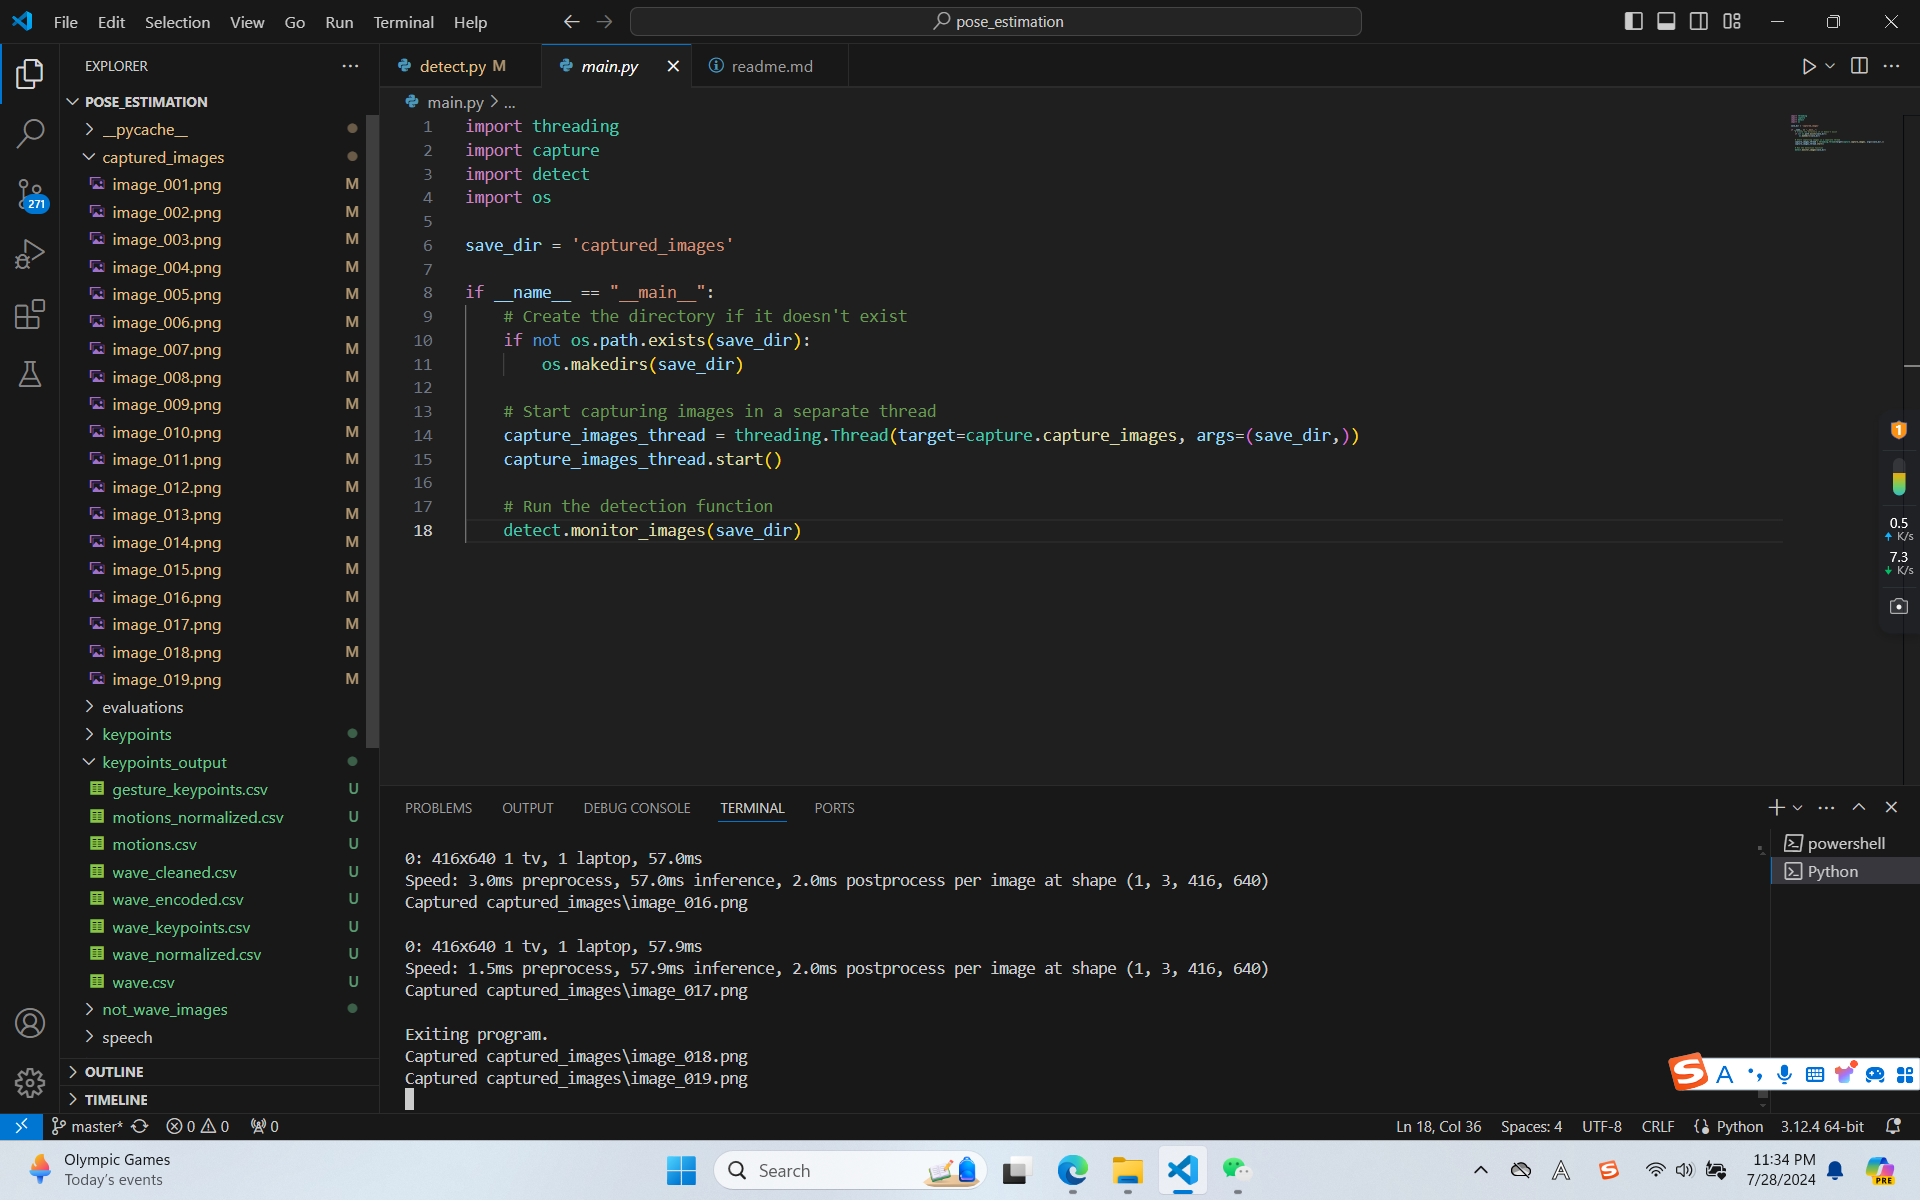 File Edit Selection View Go Run Terminal Help
pose_estimation
EXPLORER
POSE_ESTIMATION
__pycache__
captured_images
image_001.png M
image_002.png M
image_003.png M
image_004.png M
image_005.png M
image_006.png M
image_007.png M
image_008.png M
image_009.png M
image_010.png M
image_011.png M
image_012.png M
image_013.png M
image_014.png M
image_015.png M
image_016.png M
image_017.png M
image_018.png M
image_019.png M
evaluations
keypoints
keypoints_output
gesture_keypoints.csv U
motions_normalized.csv U
motions.csv U
wave_cleaned.csv U
wave_encoded.csv U
wave_keypoints.csv U
wave_normalized.csv U
wave.csv U
not_wave_images
speech
OUTLINE
TIMELINE
271
detect.py M
main.py
readme.md
main.py > ...
1 import threading
2 import capture
3 import detect
4 import os
5
6 save_dir = 'captured_images'
7
8 if __name__ == "__main__":
9 # Create the directory if it doesn't exist
10 if not os.path.exists(save_dir):
11 os.makedirs(save_dir)
12
13 # Start capturing images in a separate thread
14 capture_images_thread = threading.Thread(target=capture.capture_images, args=(save_dir,))
15 capture_images_thread.start()
16
17 # Run the detection function
18 detect.monitor_images(save_dir)
1
0.5
K/s
7.3
K/s
PROBLEMS OUTPUT DEBUG CONSOLE TERMINAL PORTS
0: 416x640 1 tv, 1 laptop, 57.0ms
Speed: 3.0ms preprocess, 57.0ms inference, 2.0ms postprocess per image at shape (1, 3, 416, 640)
Captured captured_images\image_016.png
0: 416x640 1 tv, 1 laptop, 57.9ms
Speed: 1.5ms preprocess, 57.9ms inference, 2.0ms postprocess per image at shape (1, 3, 416, 640)
Captured captured_images\image_017.png
Exiting program.
Captured captured_images\image_018.png
Captured captured_images\image_019.png
powershell
Python
master* 0 0 0
Ln 18, Col 36 Spaces: 4 UTF-8 CRLF Python 3.12.4 64-bit
Olympic Games
Today's events
Search
11:34 PM
7/28/2024
PRE